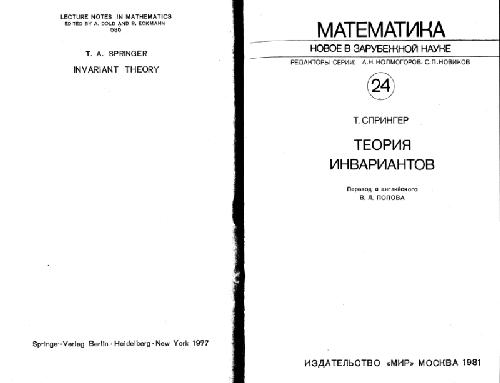 LECTURE NOTES IN MATHEMATICS
EDITED BY A. DOLD AND B. ECKMANN
585
T. A. SPRINGER
INVARIANT THEORY
Springer-Verlag Berlin · Heidelberg · New York 1977
МАТЕМАТИКА
НОВОЕ В ЗАРУБЕЖНОЙ НАУКЕ
РЕДАКТОРЫ СЕРИИ: А.Н. КОЛМОГОРОВ, С.П. НОВИКОВ
24
Т. СПРИНГЕР
ТЕОРИЯ
ИНВАРИАНТОВ
Перевод с английского
В. Л. ПОПОВА
ИЗДАТЕЛЬСТВО «МИР» МОСКВА 1981